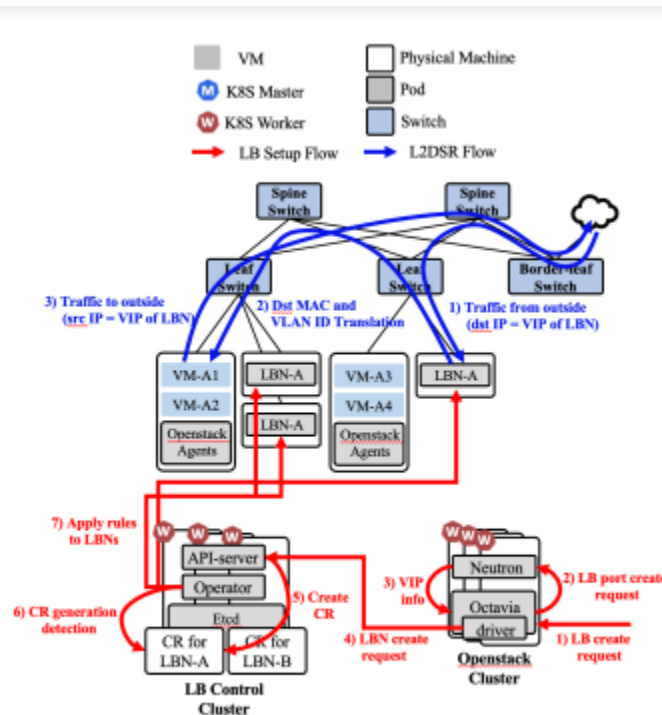 VM
Physical Machine
M
K8S Master
Pod
W
K8S Worker
Switch
LB Setup Flow
L2DSR Flow
Spine
Switch
Spine
Switch
Leaf
Switch
Leaf
Switch
Border-leaf
Switch
3) Traffic to outside
(src IP = VIP of LBN)
2) Dst MAC and
VLAN ID Translation
1) Traffic from outside
(dst IP = VIP of LBN)
VM-A1
VM-A2
Openstack
Agents
LBN-A
LBN-A
VM-A3
VM-A4
Openstack
Agents
LBN-A
7) Apply rules
to LBNs
W
W
W
API-server
Operator
Etcd
CR for
LBN-A
CR for
LBN-B
LB Control
Cluster
6) CR generation
detection
5) Create
CR
4) LBN create
request
3) VIP
info
W
W
W
Neutron
Octavia
driver
Openstack
Cluster
2) LB port create
request
1) LB create
request